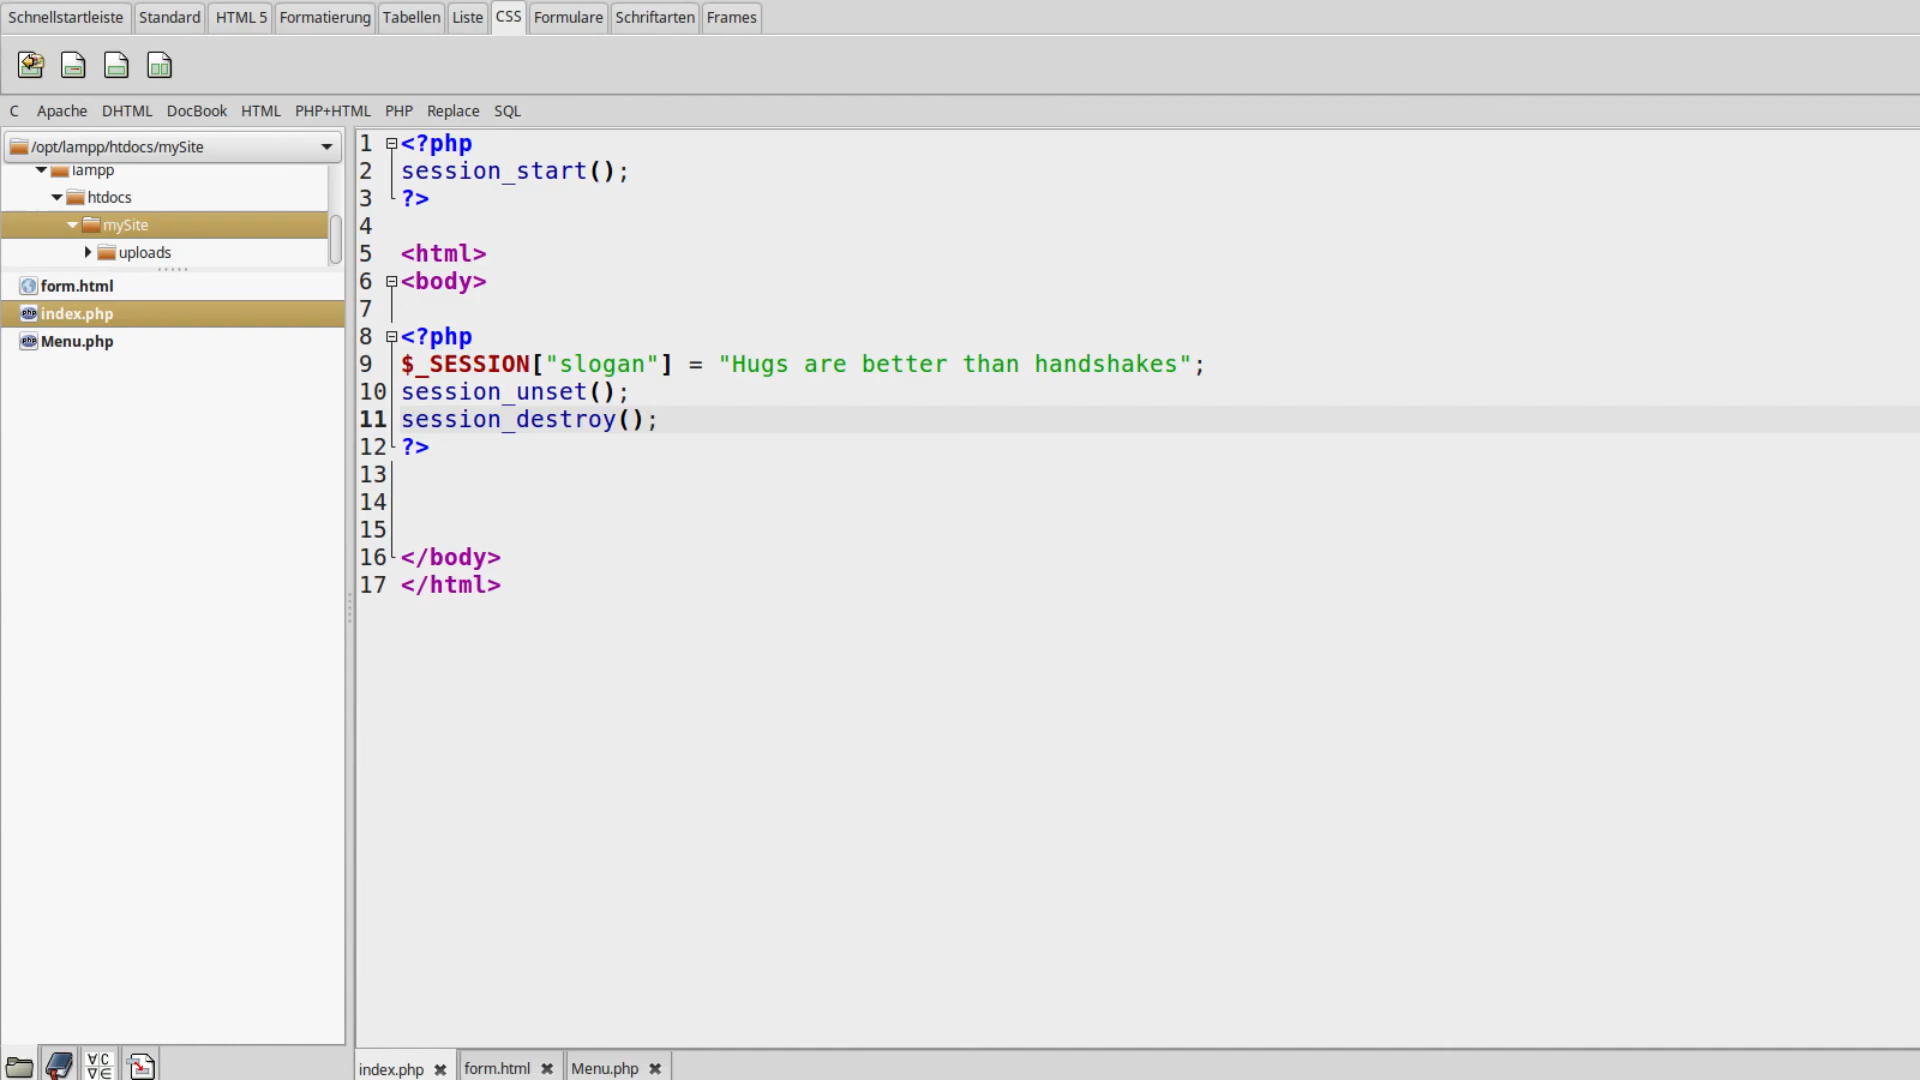 Schnellstartleiste Standard HTML 5 Formatierung Tabellen Liste CSS Formulare Schriftarten Frames
C Apache DHTML DocBook HTML PHP+HTML PHP Replace SQL
/opt/lampp/htdocs/mySite
lampp
htdocs
mySite
uploads
form.html
index.php
Menu.php
1 <?php
2 session_start();
3 ?>
4
5 <html>
6 <body>
7
8 <?php
9 $_SESSION["slogan"] = "Hugs are better than handshakes";
10 session_unset();
11 session_destroy();
12 ?>
13
14
15
16 </body>
17 </html>
index.php form.html Menu.php